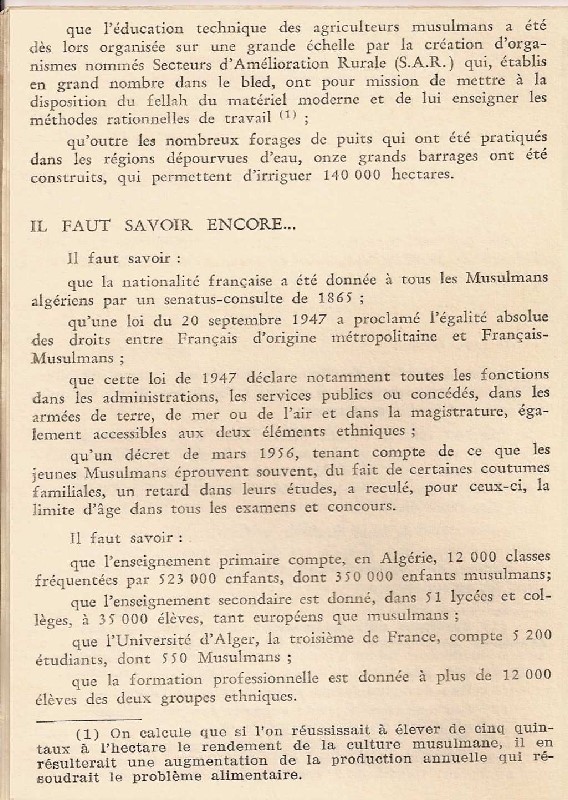 que l'éducation technique des agriculteurs musulmans a été
dès lors organisée sur une grande échelle par la création d'orga-
nismes nommés Secteurs d'Amélioration Rurale (S.A.R.) qui, établis
en grand nombre dans le bled, ont pour mission de mettre à la
disposition du fellah du matériel moderne et de lui enseigner les
méthodes rationnelles de travail (1) ;
qu'outre les nombreux forages de puits qui ont été pratiqués
dans les régions dépourvues d'eau, onze grands barrages ont été
construits, qui permettent d'irriguer 140 000 hectares.
IL FAUT SAVOIR ENCORE...
Il faut savoir :
que la nationalité française a été donnée à tous les Musulmans
algériens par un senatus-consulte de 1865 ;
qu'une loi du 20 septembre 1947 a proclamé l'égalité absolue
des droits entre Français d'origine métropolitaine et Français-
Musulmans ;
que cette loi de 1947 déclare notamment toutes les fonctions
dans les administrations, les services publics ou concédés, dans les
armées de terre, de mer ou de l'air et dans la magistrature, éga-
lement accessibles aux deux éléments ethniques ;
qu'un décret de mars 1956, tenant compte de ce que les
jeunes Musulmans éprouvent souvent, du fait de certaines coutumes
familiales, un retard dans leurs études, a reculé, pour ceux-ci, la
limite d'âge dans tous les examens et concours.
Il faut savoir :
que l'enseignement primaire compte, en Algérie, 12 000 classes
fréquentées par 523 000 enfants, dont 350 000 enfants musulmans;
que l'enseignement secondaire est donné, dans 51 lycées et col-
lèges, à 35 000 élèves, tant européens que musulmans ;
que l'Université d'Alger, la troisième de France, compte 5 200
étudiants, dont 550 Musulmans ;
que la formation professionnelle est donnée à plus de 12 000
élèves des deux groupes ethniques.
(1) On calcule que si l'on réussissait à élever de cinq quin-
taux à l'hectare le rendement de la culture musulmane, il en
résulterait une augmentation de la production annuelle qui ré-
soudrait le problème alimentaire.